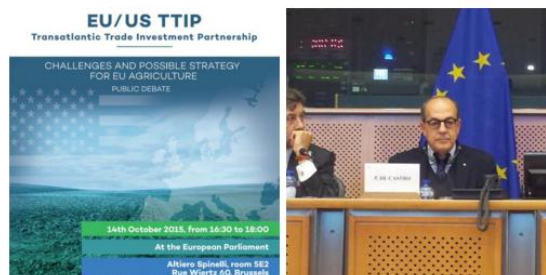 EU/US TTIP
Transatlantic Trade Investment Partnership
CHALLENGES AND POSSIBLE STRATEGY
FOR EU AGRICULTURE
PUBLIC DEBATE
14th October 2015, from 16:30 to 18:00
At the European Parliament
Altiero Spinelli, room 5E2
Rue Wiertz 60, Brussels
P. DE CASTRO